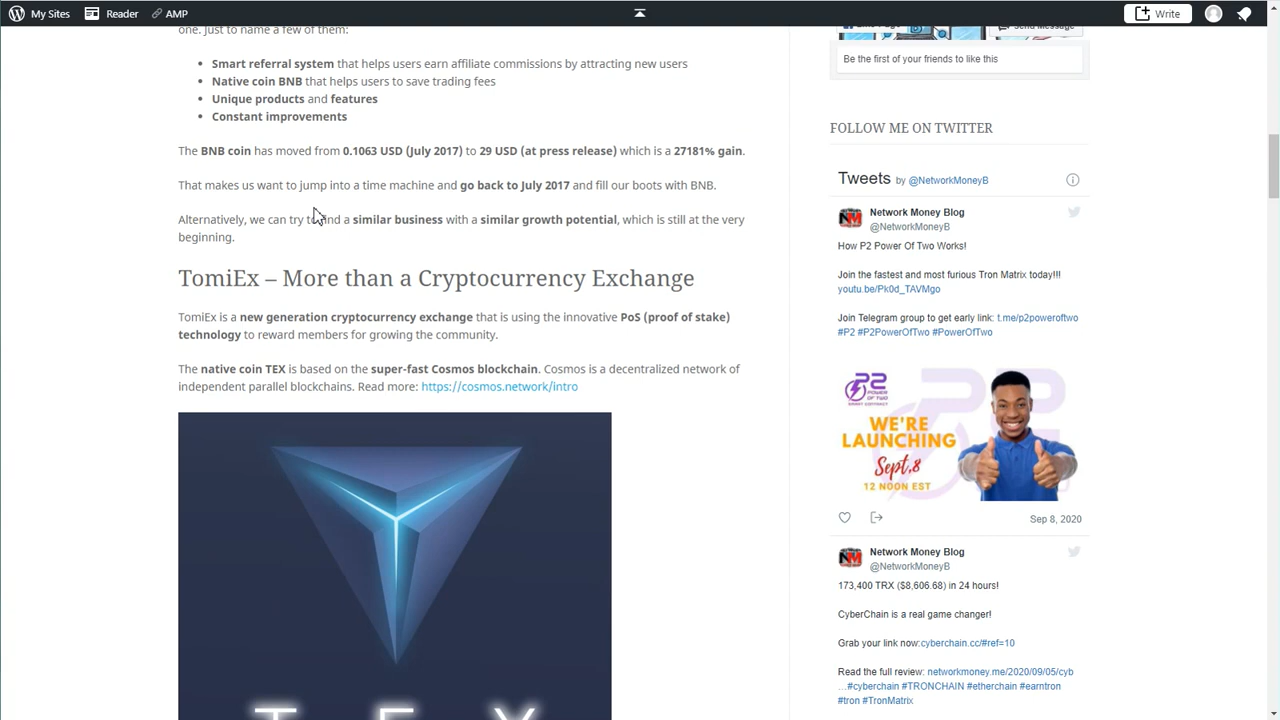 My Sites Reader AMP Write
one. Just to name a few of them:
Smart referral system that helps users earn affiliate commissions by attracting new users
Native coin BNB that helps users to save trading fees
Unique products and features
Constant improvements
The BNB coin has moved from 0.1063 USD (July 2017) to 29 USD (at press release) which is a 27181% gain.
That makes us want to jump into a time machine and go back to July 2017 and fill our boots with BNB.
Alternatively, we can try to find a similar business with a similar growth potential, which is still at the very
beginning.
TomiEx – More than a Cryptocurrency Exchange
TomiEx is a new generation cryptocurrency exchange that is using the innovative PoS (proof of stake)
technology to reward members for growing the community.
The native coin TEX is based on the super-fast Cosmos blockchain. Cosmos is a decentralized network of
independent parallel blockchains. Read more: https://cosmos.network/intro
T E X
Be the first of your friends to like this
FOLLOW ME ON TWITTER
Tweets by @NetworkMoneyB
Network Money Blog
@NetworkMoneyB
How P2 Power Of Two Works!
Join the fastest and most furious Tron Matrix today!!!
youtu.be/Pk0d_TAVMgo
Join Telegram group to get early link: t.me/p2poweroftwo
#P2 #P2PowerOfTwo #PowerOfTwo
P2
POWER
OF TWO
SMART CONTRACT
WE'RE
LAUNCHING
Sept,8
12 NOON EST
Sep 8, 2020
Network Money Blog
@NetworkMoneyB
173,400 TRX ($8,606.68) in 24 hours!
CyberChain is a real game changer!
Grab your link now:cyberchain.cc/#ref=10
Read the full review: networkmoney.me/2020/09/05/cyb
…#cyberchain #TRONCHAIN #etherchain #earntron
#tron #TronMatrix